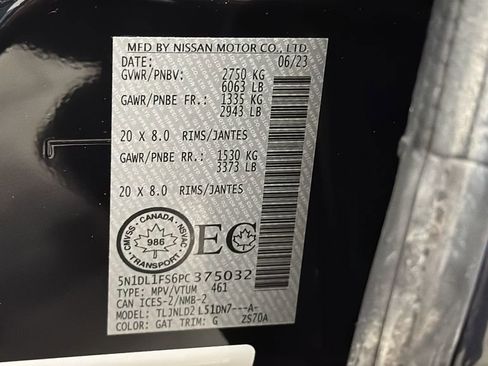 MFD BY NISSAN MOTOR CO., LTD.
DATE: 06/23
GVWR/PNBV: 2750 KG
6063 LB
GAWR/PNBE FR.: 1335 KG
2943 LB
20 X 8.0 RIMS/JANTES
GAWR/PNBE RR.: 1530 KG
3373 LB
20 X 8.0 RIMS/JANTES
CANADA
CMVSS NSVAC
986
TRANSPORT
EC
5N1DL1FS6PC375032
TYPE: MPV/VTUM 461
CAN ICES-2/NMB-2
MODEL: TLJNLD2 L51DN7---A-
COLOR: GAT TRIM: G ZS70A